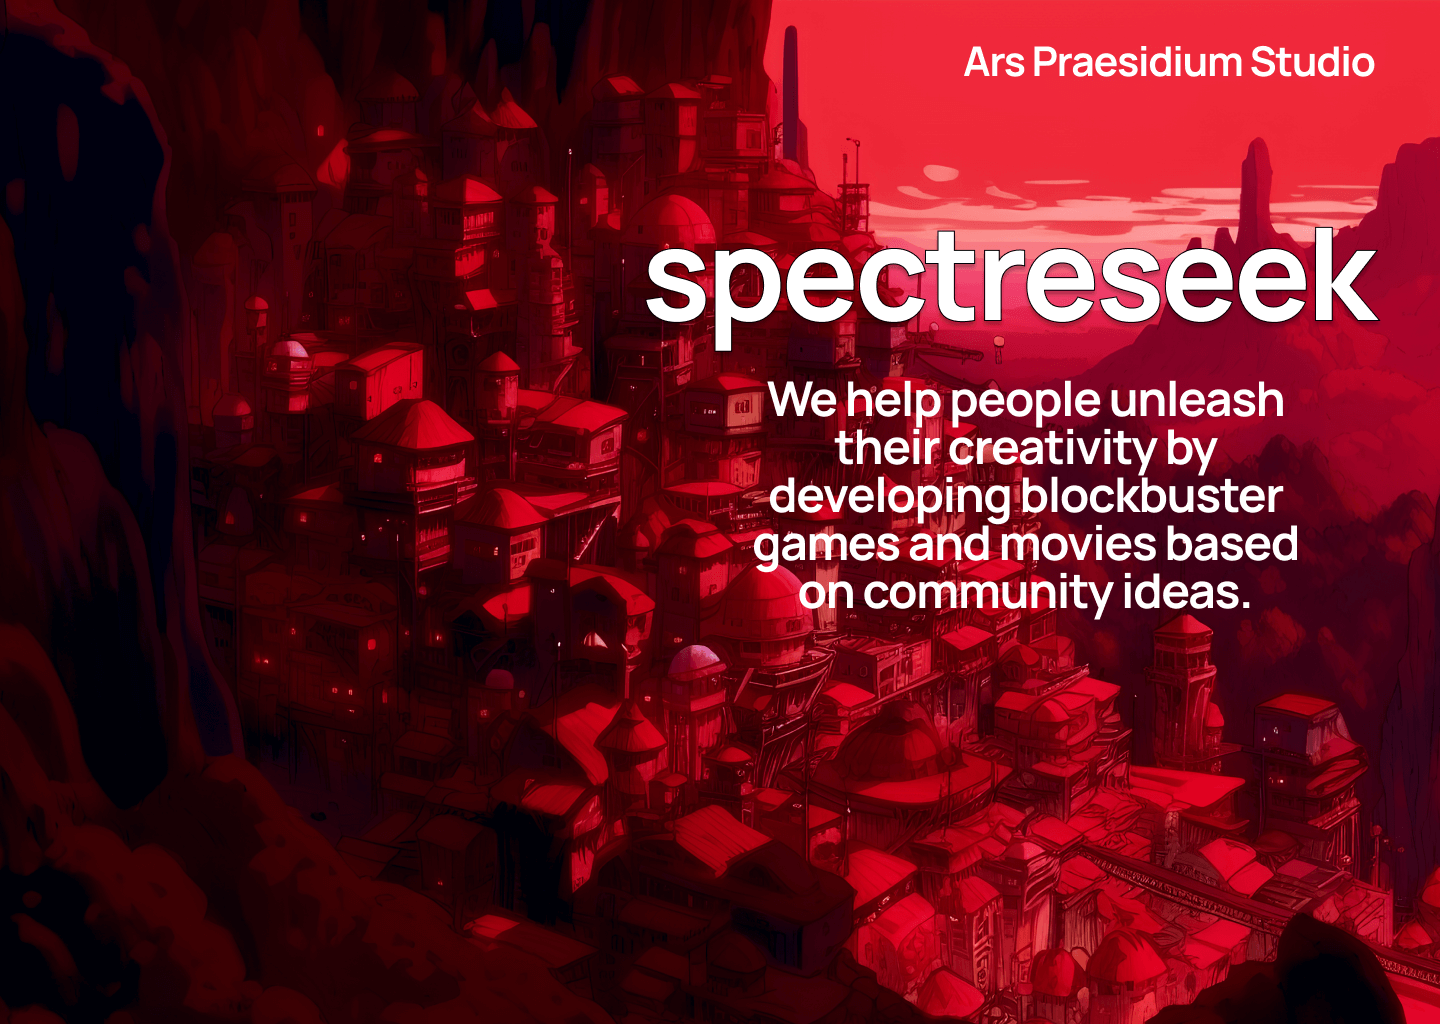 Ars Praesidium Studio
spectreseek
We help people unleash
their creativity by
developing blockbuster
games and movies based
on community ideas.